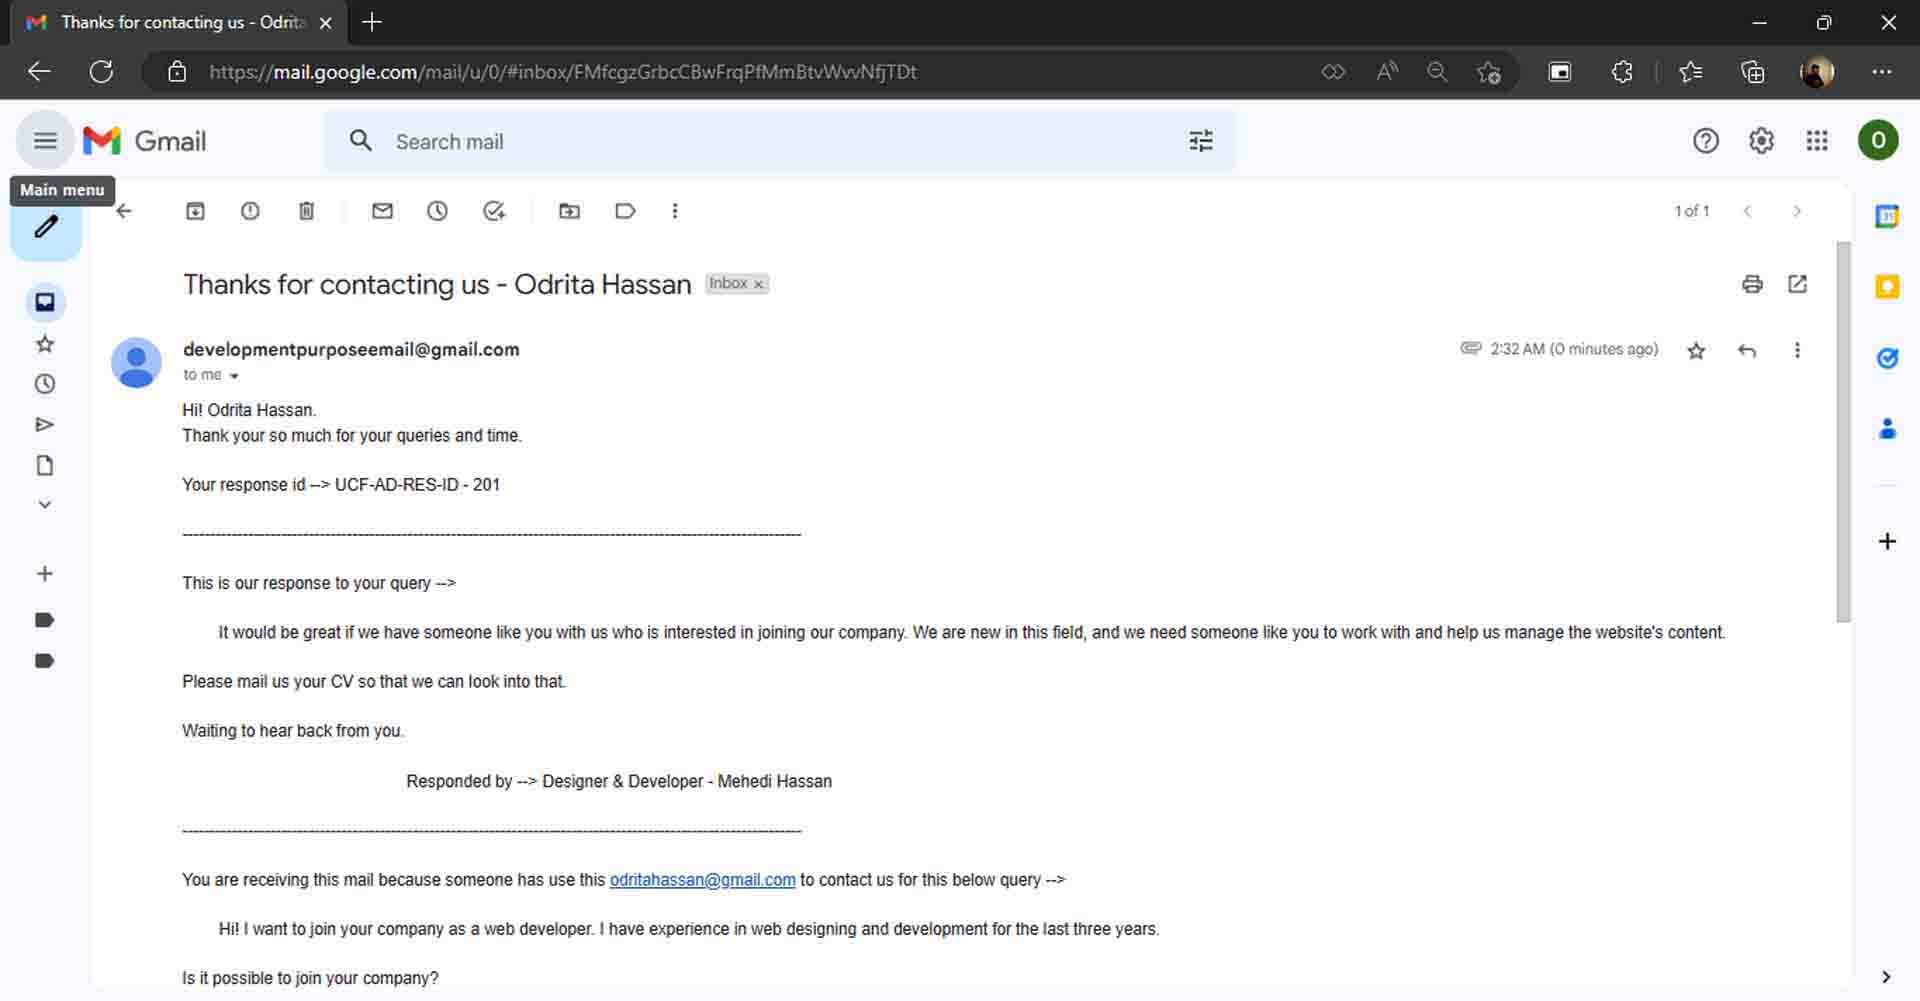 Thanks for contacting us - Odrita
https://mail.google.com/mail/u/0/#inbox/FMfcgzGrbcCBwFrqPfMmBtvWvvNfjTDt
Gmail
Search mail
O
Main menu
1 of 1
31
Thanks for contacting us - Odrita Hassan Inbox x
developmentpurposeemail@gmail.com
2:32 AM (0 minutes ago)
to me
Hi! Odrita Hassan.
Thank your so much for your queries and time.
Your response id --> UCF-AD-RES-ID - 201
This is our response to your query -->
It would be great if we have someone like you with us who is interested in joining our company. We are new in this field, and we need someone like you to work with and help us manage the website's content.
Please mail us your CV so that we can look into that.
Waiting to hear back from you.
Responded by --> Designer & Developer - Mehedi Hassan
You are receiving this mail because someone has use this odritahassan@gmail.com to contact us for this below query -->
Hi! I want to join your company as a web developer. I have experience in web designing and development for the last three years.
Is it possible to join your company?